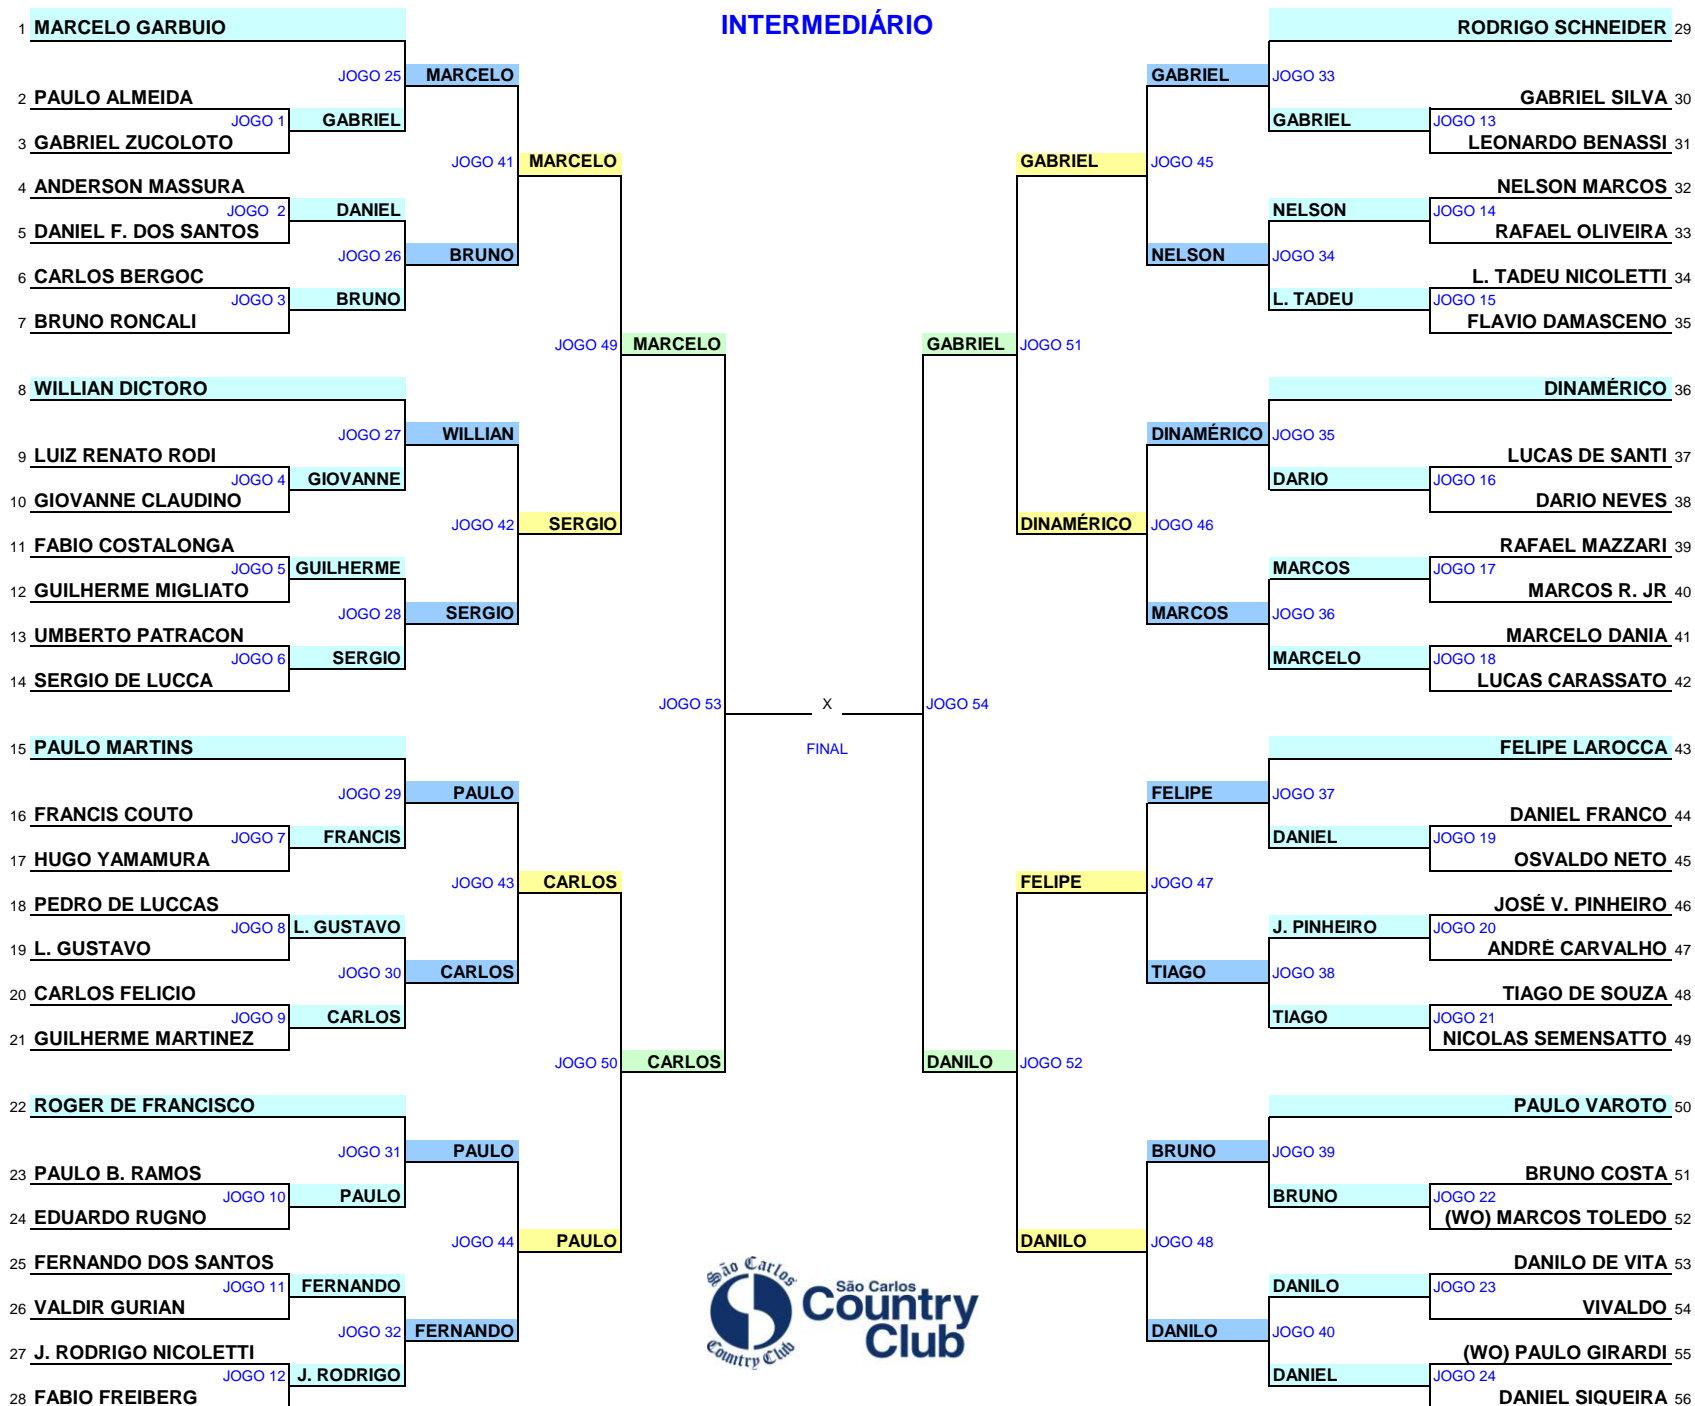 INTERMEDIÁRIO
1 MARCELO GARBUIO
JOGO 25 MARCELO
2 PAULO ALMEIDA
JOGO 1 GABRIEL
3 GABRIEL ZUCOLOTO
JOGO 41 MARCELO
4 ANDERSON MASSURA
JOGO 2 DANIEL
5 DANIEL F. DOS SANTOS
JOGO 26 BRUNO
6 CARLOS BERGOC
JOGO 3 BRUNO
7 BRUNO RONCALI
JOGO 49 MARCELO
8 WILLIAN DICTORO
JOGO 27 WILLIAN
9 LUIZ RENATO RODI
JOGO 4 GIOVANNE
10 GIOVANNE CLAUDINO
JOGO 42 SERGIO
11 FABIO COSTALONGA
JOGO 5 GUILHERME
12 GUILHERME MIGLIATO
JOGO 28 SERGIO
13 UMBERTO PATRACON
JOGO 6 SERGIO
14 SERGIO DE LUCCA
JOGO 53
15 PAULO MARTINS
JOGO 29 PAULO
16 FRANCIS COUTO
JOGO 7 FRANCIS
17 HUGO YAMAMURA
JOGO 43 CARLOS
18 PEDRO DE LUCCAS
JOGO 8 L. GUSTAVO
19 L. GUSTAVO
JOGO 30 CARLOS
20 CARLOS FELICIO
JOGO 9 CARLOS
21 GUILHERME MARTINEZ
JOGO 50 CARLOS
22 ROGER DE FRANCISCO
JOGO 31 PAULO
23 PAULO B. RAMOS
JOGO 10 PAULO
24 EDUARDO RUGNO
JOGO 44 PAULO
25 FERNANDO DOS SANTOS
JOGO 11 FERNANDO
26 VALDIR GURIAN
JOGO 32 FERNANDO
27 J. RODRIGO NICOLETTI
JOGO 12 J. RODRIGO
28 FABIO FREIBERG
X
FINAL
RODRIGO SCHNEIDER 29
GABRIEL JOGO 33
GABRIEL SILVA 30
GABRIEL JOGO 13
LEONARDO BENASSI 31
GABRIEL JOGO 45
NELSON MARCOS 32
NELSON JOGO 14
RAFAEL OLIVEIRA 33
NELSON JOGO 34
L. TADEU NICOLETTI 34
L. TADEU JOGO 15
FLAVIO DAMASCENO 35
GABRIEL JOGO 51
DINAMÉRICO 36
DINAMÉRICO JOGO 35
LUCAS DE SANTI 37
DARIO JOGO 16
DARIO NEVES 38
DINAMÉRICO JOGO 46
RAFAEL MAZZARI 39
MARCOS JOGO 17
MARCOS R. JR 40
MARCOS JOGO 36
MARCELO DANIA 41
MARCELO JOGO 18
LUCAS CARASSATO 42
JOGO 54
FELIPE LAROCCA 43
FELIPE JOGO 37
DANIEL FRANCO 44
DANIEL JOGO 19
OSVALDO NETO 45
FELIPE JOGO 47
JOSÉ V. PINHEIRO 46
J. PINHEIRO JOGO 20
ANDRÉ CARVALHO 47
TIAGO JOGO 38
TIAGO DE SOUZA 48
TIAGO JOGO 21
NICOLAS SEMENSATTO 49
DANILO JOGO 52
PAULO VAROTO 50
BRUNO JOGO 39
BRUNO COSTA 51
BRUNO JOGO 22
(WO) MARCOS TOLEDO 52
DANILO JOGO 48
DANILO DE VITA 53
DANILO JOGO 23
VIVALDO 54
DANILO JOGO 40
(WO) PAULO GIRARDI 55
DANIEL JOGO 24
DANIEL SIQUEIRA 56
São Carlos
Country Club
São Carlos
Country
Club